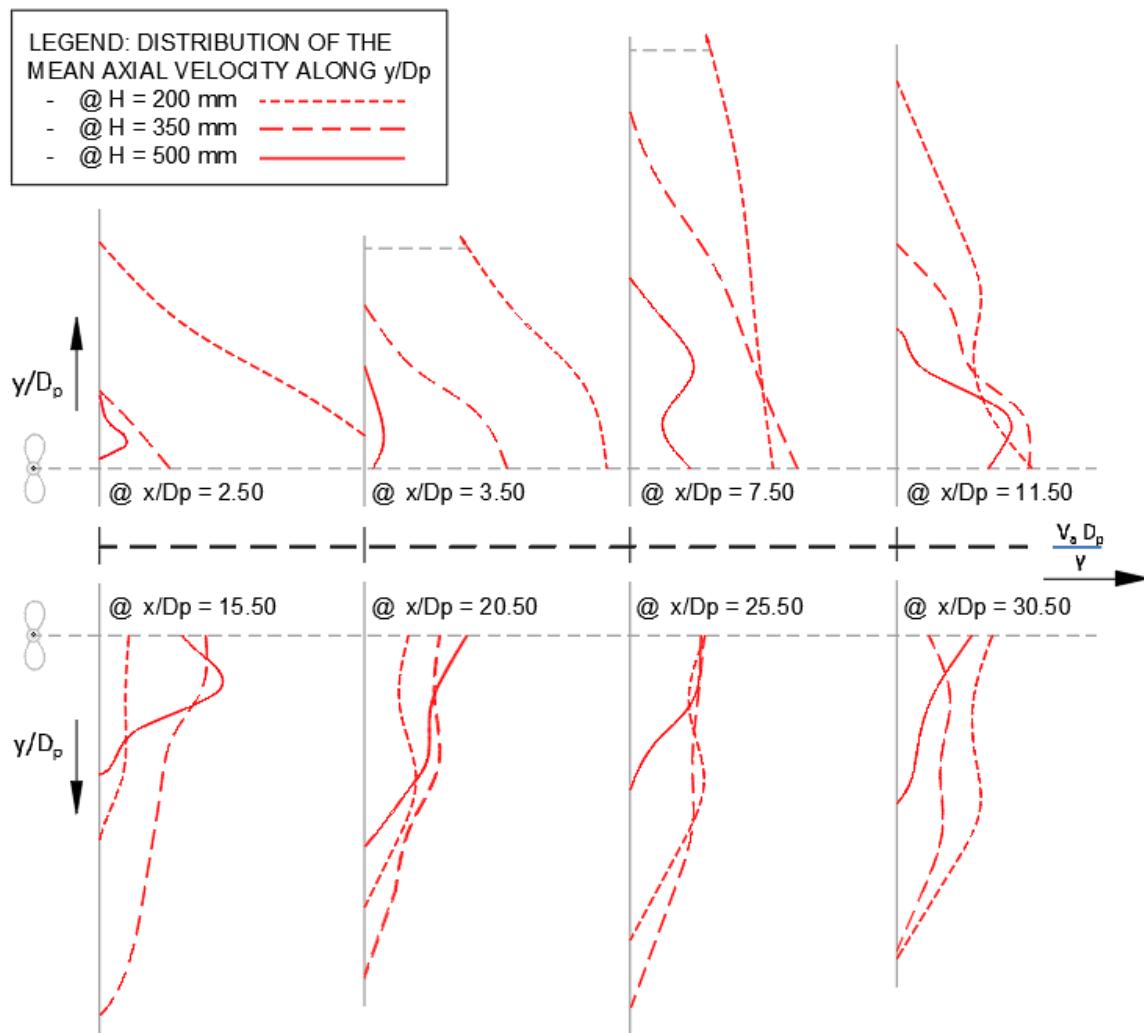 LEGEND: DISTRIBUTION OF THE
MEAN AXIAL VELOCITY ALONG y/Dp
- @ H = 200 mm
- @ H = 350 mm
- @ H = 500 mm
y/Dp
@ x/Dp = 2.50
@ x/Dp = 3.50
@ x/Dp = 7.50
@ x/Dp = 11.50
Va Dp
γ
@ x/Dp = 15.50
@ x/Dp = 20.50
@ x/Dp = 25.50
@ x/Dp = 30.50
y/Dp